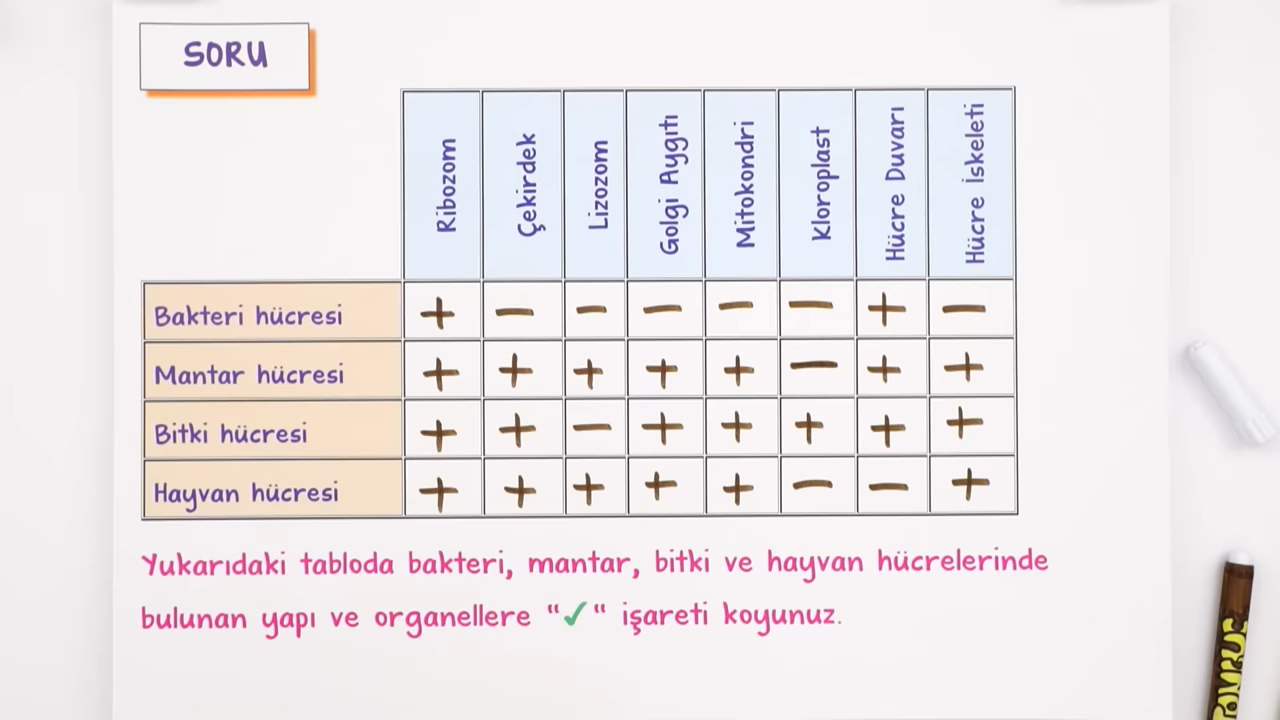 SORU
Ribozom Çekirdek Lizozom Golgi Aygıtı Mitokondri Kloroplast Hücre Duvarı Hücre İskeleti
Bakteri hücresi + — — — — — + —
Mantar hücresi + + + + + — + +
Bitki hücresi + + — + + + + +
Hayvan hücresi + + + + + — — +
Yukarıdaki tabloda bakteri, mantar, bitki ve hayvan hücrelerinde
bulunan yapı ve organellere "✓" işareti koyunuz.